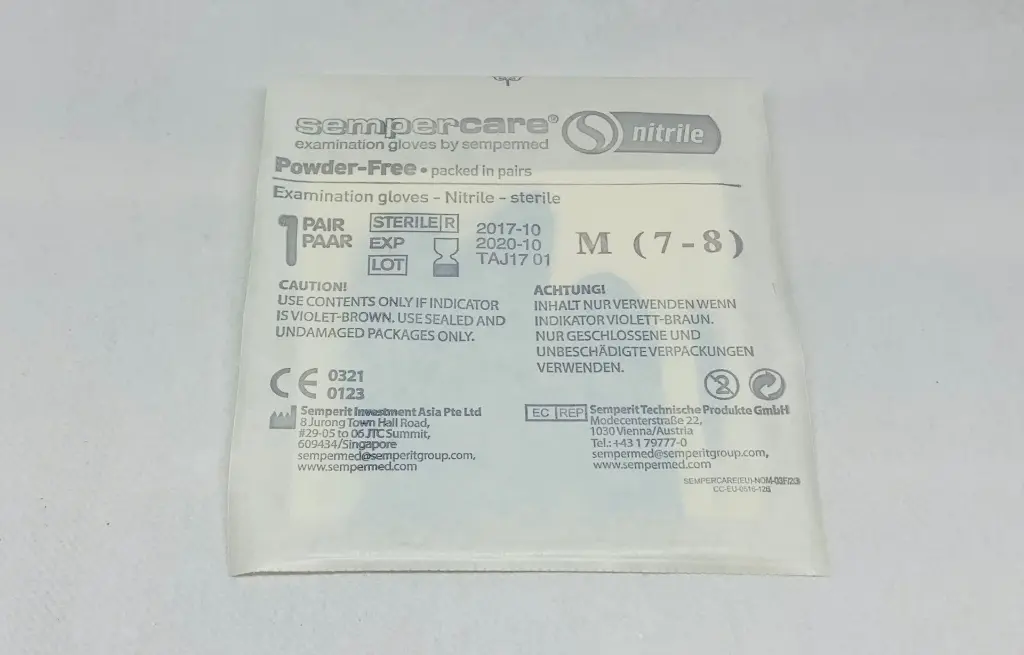 sempercare®
nitrile
examination gloves by sempermed
Powder-Free • packed in pairs
Examination gloves - Nitrile - sterile
1 PAIR
PAAR
STERILE R 2017-10
EXP 2020-10
LOT TAJ17 01
M (7-8)
CAUTION!
USE CONTENTS ONLY IF INDICATOR
IS VIOLET-BROWN. USE SEALED AND
UNDAMAGED PACKAGES ONLY.
ACHTUNG!
INHALT NUR VERWENDEN WENN
INDIKATOR VIOLETT-BRAUN.
NUR GESCHLOSSENE UND
UNBESCHÄDIGTE VERPACKUNGEN
VERWENDEN.
CE 0321
0123
2
Semperit Investment Asia Pte Ltd
8 Jurong Town Hall Road,
#29-05 to 06 JTC Summit,
609434/Singapore
sempermed@semperitgroup.com,
www.sempermed.com
EC REP Semperit Technische Produkte GmbH
Modecenterstraße 22,
1030 Vienna/Austria
Tel.: +43 1 79777-0
sempermed@semperitgroup.com,
www.sempermed.com
CC-EU-0516-12B